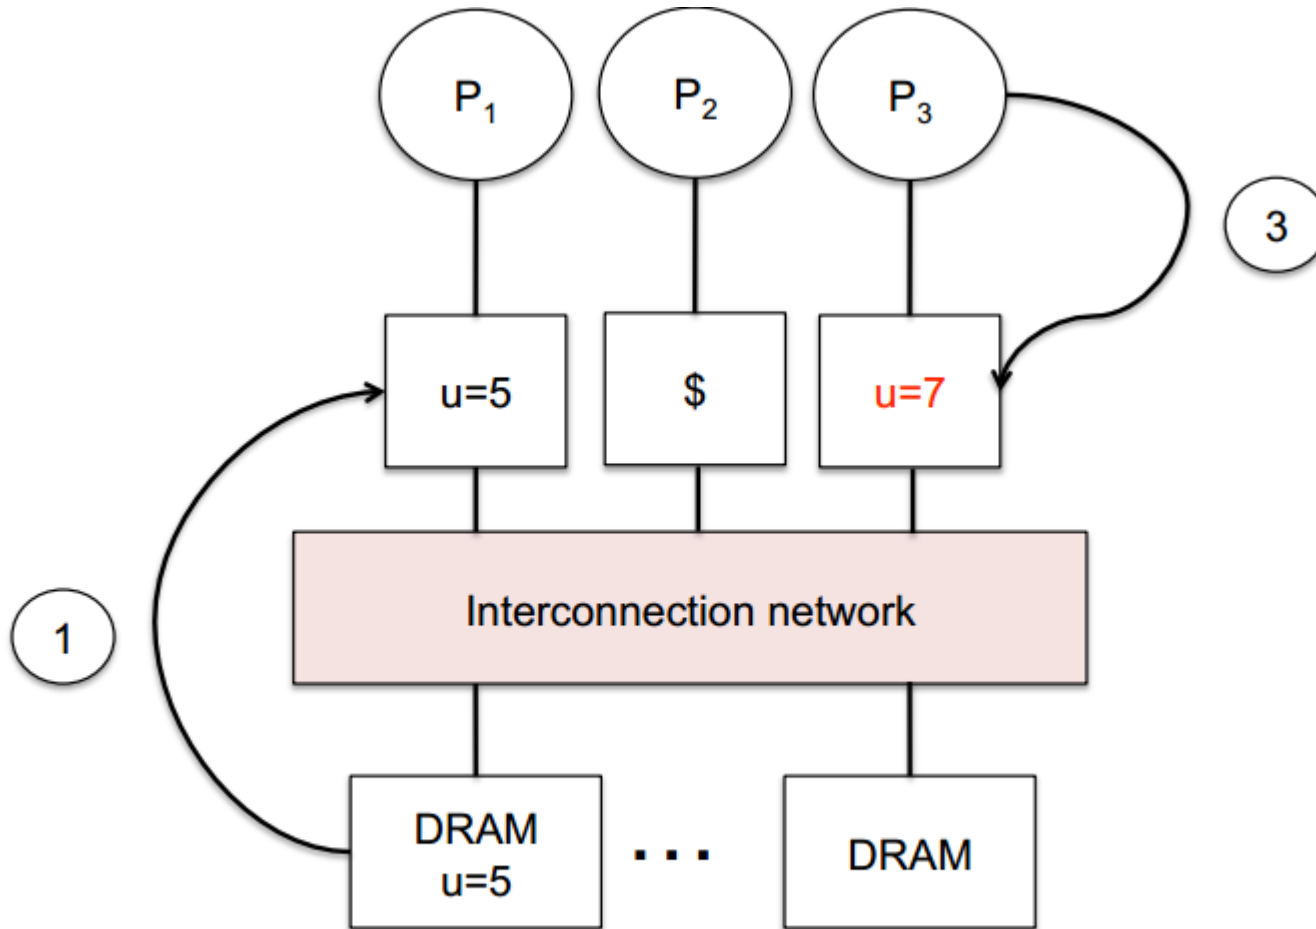 P1
P2
P3
3
u=5
$
u=7
1
Interconnection network
DRAM
u=5
...
DRAM